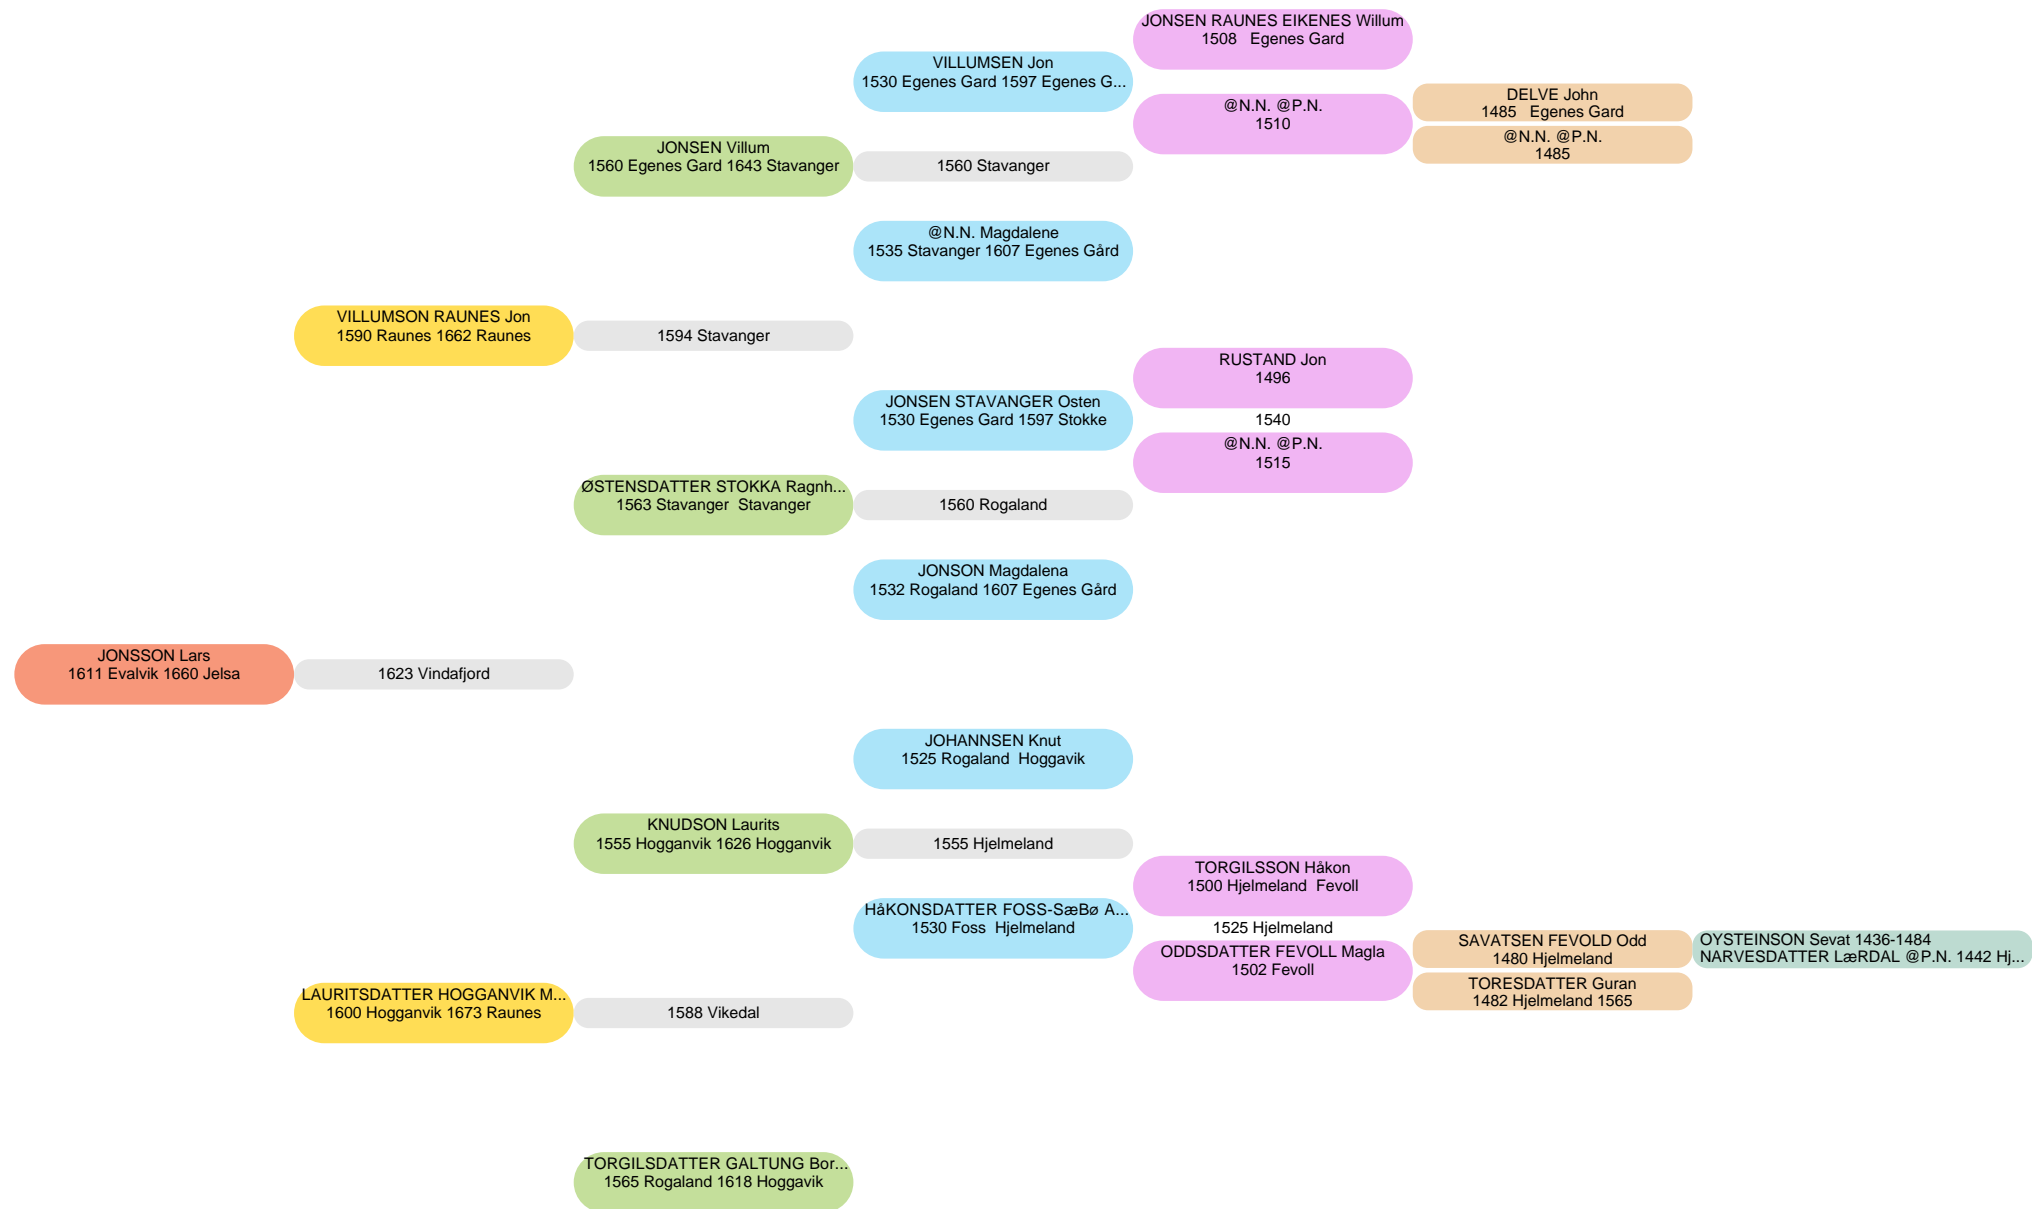 JONSEN RAUNES EIKENES Willum
1508   Egenes Gard
VILLUMSEN Jon
1530 Egenes Gard 1597 Egenes G...
DELVE John
1485   Egenes Gard
@N.N. @P.N.
1510
@N.N. @P.N.
1485
JONSEN Villum
1560 Egenes Gard 1643 Stavanger
1560 Stavanger
@N.N. Magdalene
1535 Stavanger 1607 Egenes Gård
VILLUMSON RAUNES Jon
1590 Raunes 1662 Raunes
1594 Stavanger
RUSTAND Jon
1496
JONSEN STAVANGER Osten
1530 Egenes Gard 1597 Stokke
1540
@N.N. @P.N.
1515
ØSTENSDATTER STOKKA Ragnh...
1563 Stavanger  Stavanger
1560 Rogaland
JONSON Magdalena
1532 Rogaland 1607 Egenes Gård
JONSSON Lars
1611 Evalvik 1660 Jelsa
1623 Vindafjord
JOHANNSEN Knut
1525 Rogaland  Hoggavik
KNUDSON Laurits
1555 Hogganvik 1626 Hogganvik
1555 Hjelmeland
TORGILSSON Håkon
1500 Hjelmeland  Fevoll
HåKONSDATTER FOSS-SæBø A...
1530 Foss  Hjelmeland
1525 Hjelmeland
ODDSDATTER FEVOLL Magla
1502 Fevoll
SAVATSEN FEVOLD Odd
1480 Hjelmeland
OYSTEINSON Sevat 1436-1484
NARVESDATTER LæRDAL @P.N. 1442 Hj...
TORESDATTER Guran
1482 Hjelmeland 1565
LAURITSDATTER HOGGANVIK M...
1600 Hogganvik 1673 Raunes
1588 Vikedal
TORGILSDATTER GALTUNG Bor...
1565 Rogaland 1618 Hoggavik